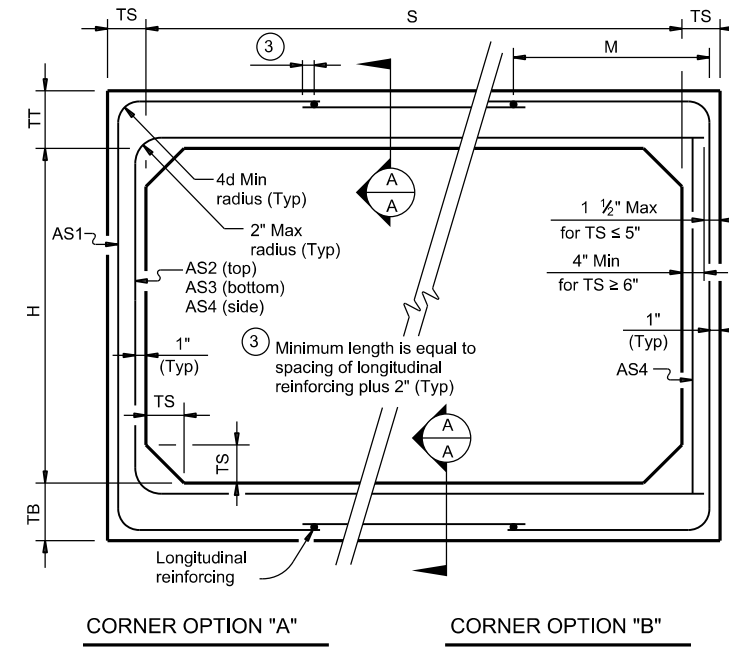 TS
S
TS
3
M
TT
4d Min
radius (Typ)
A
A
2" Max
radius (Typ)
1 ½" Max
for TS ≤ 5"
AS1
AS2 (top)
AS3 (bottom)
AS4 (side)
4" Min
for TS ≥ 6"
H
1"
(Typ)
3
Minimum length is equal to
spacing of longitudinal
reinforcing plus 2" (Typ)
1"
(Typ)
AS4
TS
A
A
TS
TB
Longitudinal
reinforcing
CORNER OPTION "A"
CORNER OPTION "B"